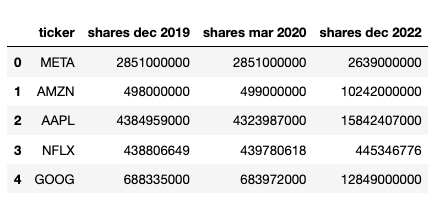 ticker shares dec 2019 shares mar 2020 shares dec 2022
0 META 2851000000 2851000000 2639000000
1 AMZN 498000000 499000000 10242000000
2 AAPL 4384959000 4323987000 15842407000
3 NFLX 438806649 439780618 445346776
4 GOOG 688335000 683972000 12849000000